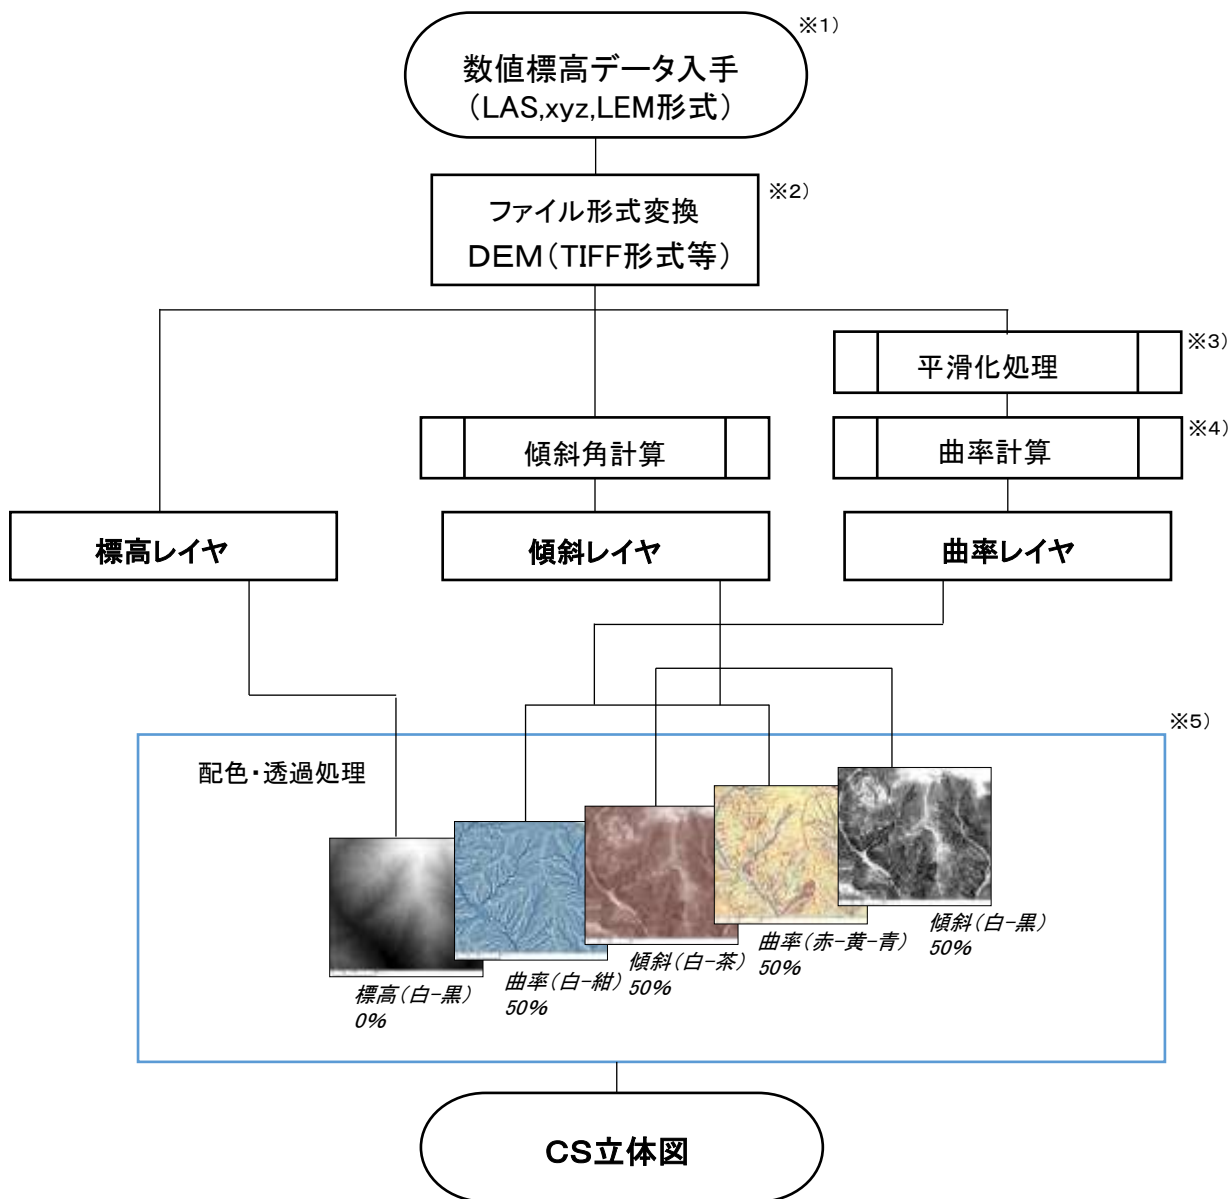 ※1)
数値標高データ入手
(LAS,xyz,LEM形式)
※2)
ファイル形式変換
DEM(TIFF形式等)
※3)
平滑化処理
※4)
傾斜角計算
曲率計算
標高レイヤ
傾斜レイヤ
曲率レイヤ
※5)
配色・透過処理
標高(白-黒)
0%
曲率(白-紺)
50%
傾斜(白-茶)
50%
曲率(赤-黄-青)
50%
傾斜(白-黒)
50%
CS立体図